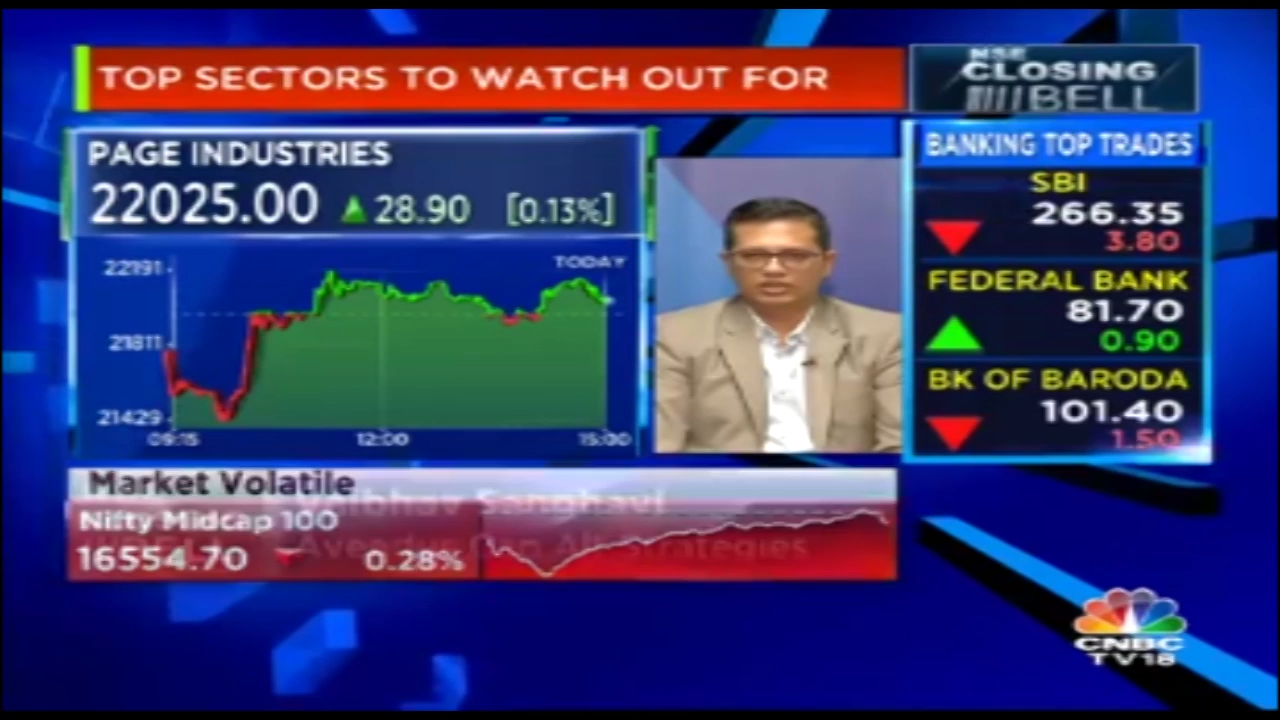 TOP SECTORS TO WATCH OUT FOR
NSE
CLOSING
BELL
PAGE INDUSTRIES
22025.00 ▲ 28.90 [0.13%]
TODAY
22191
21811
21429
09:15 12:00 15:00
BANKING TOP TRADES
SBI
266.35
3.80
FEDERAL BANK
81.70
0.90
BK OF BARODA
101.40
1.50
Market Volatile
Sanghavi
Nifty Midcap 100
Strategies
16554.70 ▼ 0.28%
CNBC
TV18